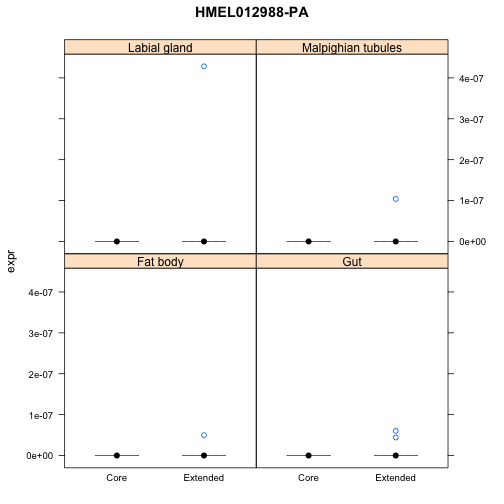 HMEL012988-PA
Labial gland
Malpighian tubules
4e-07
3e-07
2e-07
1e-07
0e+00
expr
Fat body
Gut
4e-07
3e-07
2e-07
1e-07
0e+00
Core
Extended
Core
Extended